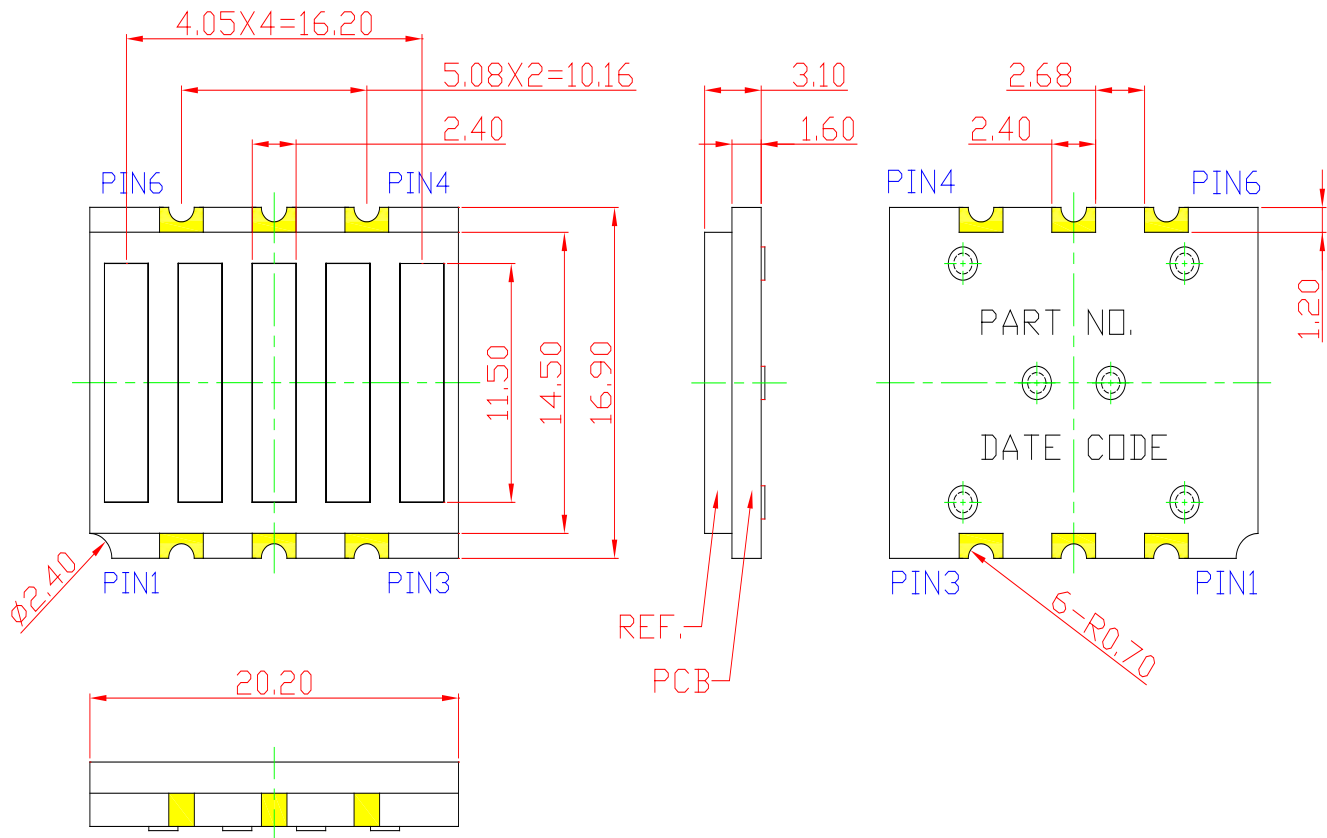 4.05X4=16.20
5.08X2=10.16
2.40
PIN6
PIN4
11.50
14.50
16.90
Ø2.40
PIN1
PIN3
3.10
1.60
REF.
PCB
2.68
2.40
PIN4
PIN6
1.20
PART NO.
DATE CODE
PIN3
PIN1
6-R0.70
20.20